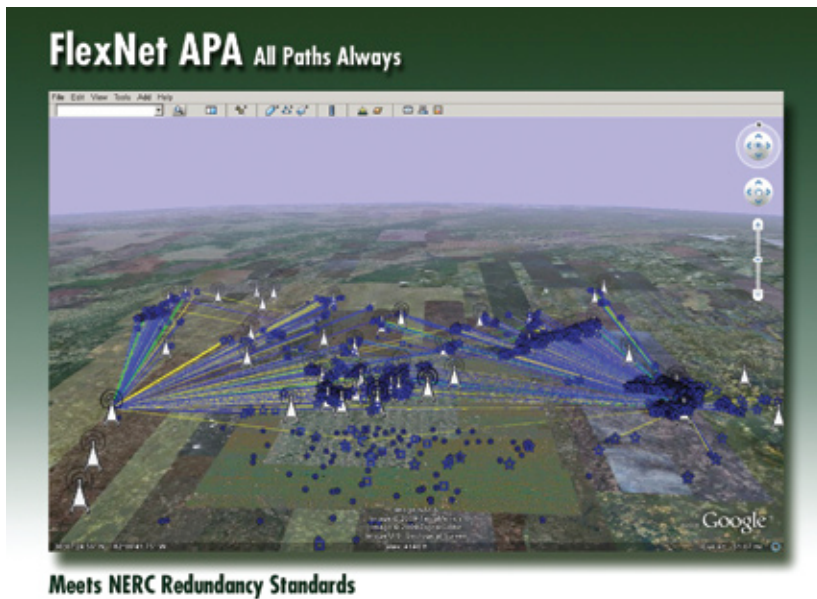 FlexNet APA All Paths Always
File Edit View Tools Add Help
Google
Meets NERC Redundancy Standards